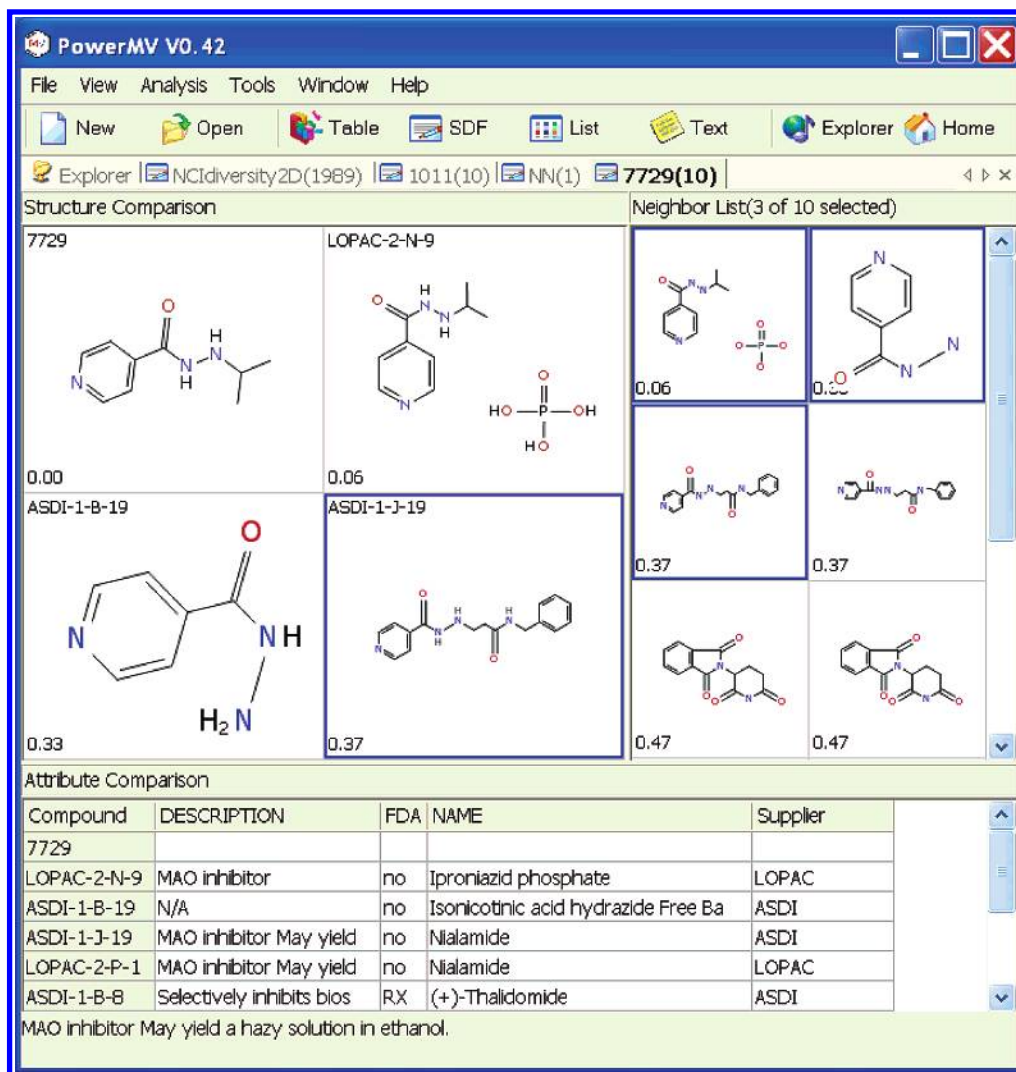 PowerMV V0.42
File View Analysis Tools Window Help
New Open Table SDF List Text Explorer Home
Explorer NCIdiversity2D(1989) 1011(10) NN(1) 7729(10)
Structure Comparison
Neighbor List(3 of 10 selected)
7729
O
N
N
H
N
H
0.00
LOPAC-2-N-9
O
H
N
N
H
N
O
HO P OH
HO
0.06
ASDI-1-B-19
O
N
NH
H2N
0.33
ASDI-1-J-19
O
N
N
H
H
N
H
N
O
0.37
O
N
N
N
O
O P O
O
0.06
N
N
N
O
0.37
O
N
N
N
N
O
0.37
O
N
N
N
N
O
0.47
O
N
O
O
N
O
0.47
O
N
O
O
N
O
Attribute Comparison
Compound DESCRIPTION FDA NAME Supplier
7729
LOPAC-2-N-9 MAO inhibitor no Iproniazid phosphate LOPAC
ASDI-1-B-19 N/A no Isonicotinic acid hydrazide Free Ba ASDI
ASDI-1-J-19 MAO inhibitor May yield no Nialamide ASDI
LOPAC-2-P-1 MAO inhibitor May yield no Nialamide LOPAC
ASDI-1-B-8 Selectively inhibits bios RX (+)-Thalidomide ASDI
MAO inhibitor May yield a hazy solution in ethanol.